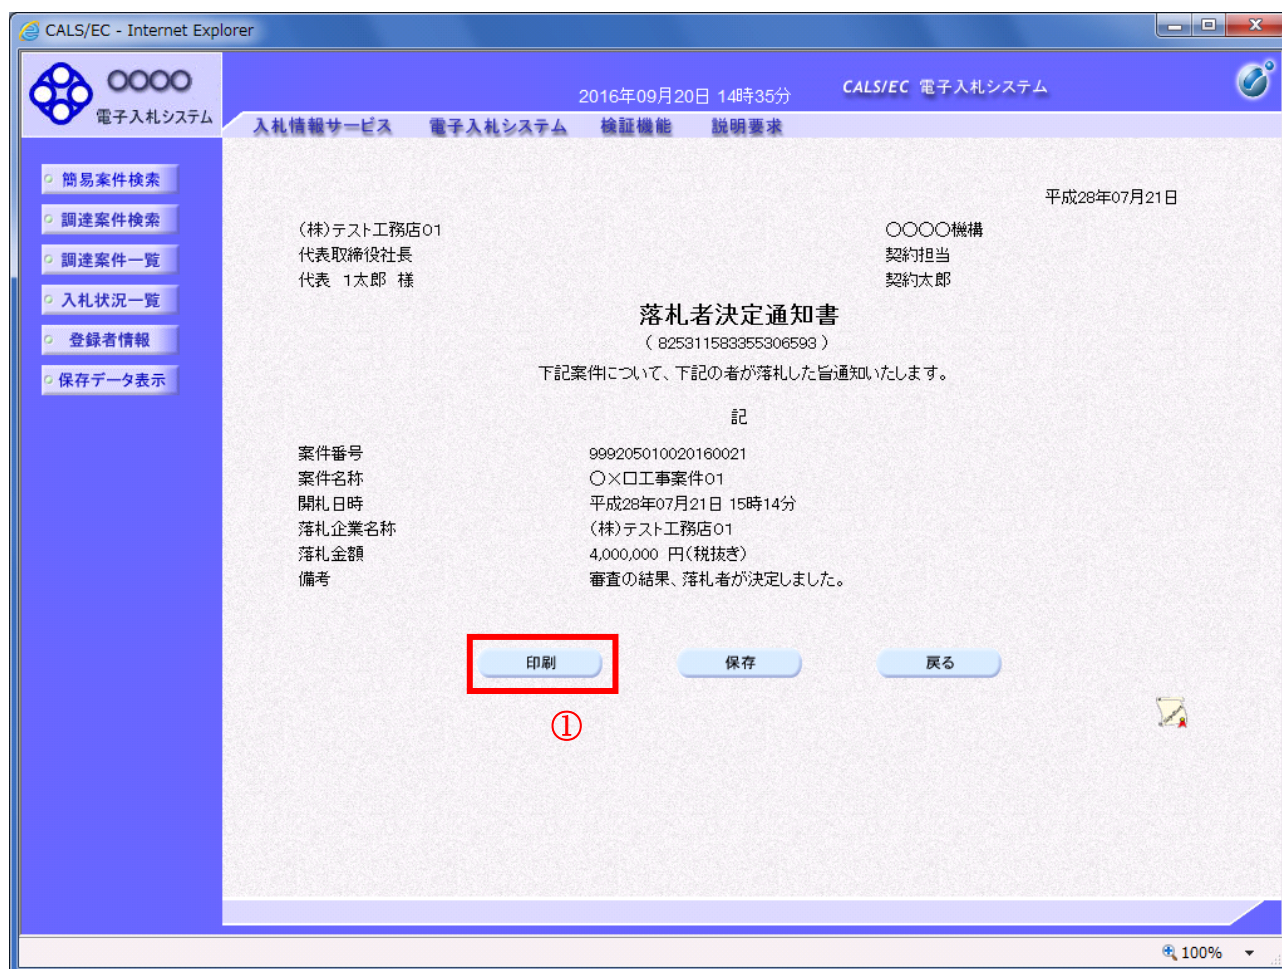 CALS/EC - Internet Explorer
〇〇〇〇
電子入札システム
2016年09月20日 14時35分
CALS/EC 電子入札システム
入札情報サービス 電子入札システム 検証機能 説明要求
簡易案件検索
調達案件検索
調達案件一覧
入札状況一覧
登録者情報
保存データ表示
平成28年07月21日
(株)テスト工務店01
代表取締役社長
代表 1太郎 様
〇〇〇〇機構
契約担当
契約太郎
落札者決定通知書
( 825311583355306593 )
下記案件について、下記の者が落札した旨通知いたします。
記
案件番号 999205010020160021
案件名称 〇×口工事案件01
開札日時 平成28年07月21日 15時14分
落札企業名称 (株)テスト工務店01
落札金額 4,000,000 円(税抜き)
備考 審査の結果、落札者が決定しました。
印刷 保存 戻る
①
100%